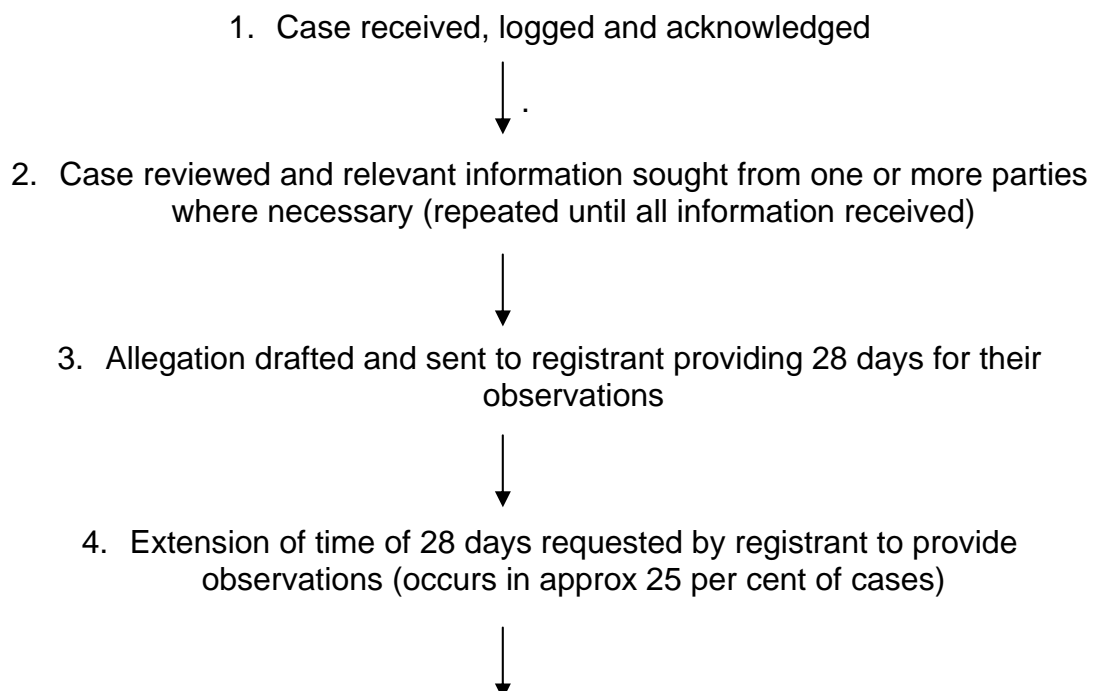 1. Case received, logged and acknowledged
.
2. Case reviewed and relevant information sought from one or more parties
where necessary (repeated until all information received)
3. Allegation drafted and sent to registrant providing 28 days for their
observations
4. Extension of time of 28 days requested by registrant to provide
observations (occurs in approx 25 per cent of cases)